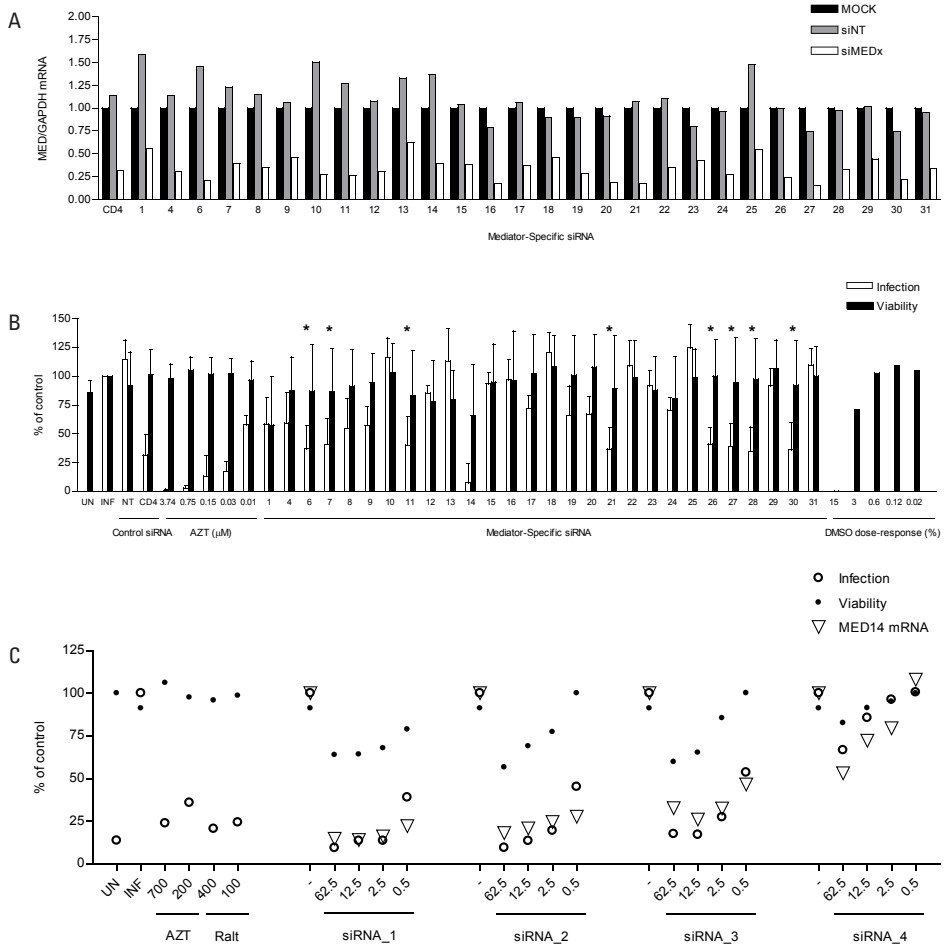 A
MOCK
siNT
siMEDx
MED/GAPDH mRNA
2.00
1.75
1.50
1.25
1.00
0.75
0.50
0.25
0.00
CD4 1 4 6 7 8 9 10 11 12 13 14 15 16 17 18 19 20 21 22 23 24 25 26 27 28 29 30 31
Mediator-Specific siRNA
B
Infection
Viability
% of control
150
125
100
75
50
25
0
* * * * * * * *
UN INF NT CD4 3.74 0.75 0.15 0.03 0.01 1 4 6 7 8 9 10 11 12 13 14 15 16 17 18 19 20 21 22 23 24 25 26 27 28 29 30 31 15 3 0.6 0.12 0.02
Control siRNA AZT (µM) Mediator-Specific siRNA DMSO dose-response (%)
C
Infection
Viability
MED14 mRNA
% of control
125
100
75
50
25
0
UN INF 700 200 400 100 - 62.5 12.5 2.5 0.5 - 62.5 12.5 2.5 0.5 - 62.5 12.5 2.5 0.5 - 62.5 12.5 2.5 0.5
AZT Ralt siRNA_1 siRNA_2 siRNA_3 siRNA_4